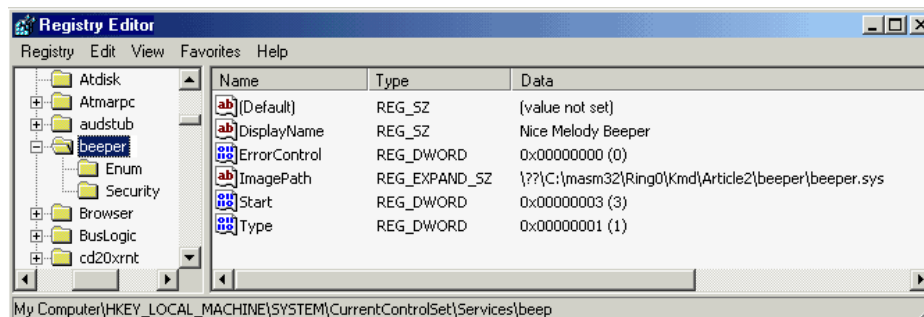 Registry Editor
Registry Edit View Favorites Help
Atdisk
Atmarpc
audstub
beeper
Enum
Security
Browser
BusLogic
cd20xrnt
Name Type Data
(Default) REG_SZ (value not set)
DisplayName REG_SZ Nice Melody Beeper
ErrorControl REG_DWORD 0x00000000 (0)
ImagePath REG_EXPAND_SZ \??\C:\masm32\Ring0\Kmd\Article2\beeper\beeper.sys
Start REG_DWORD 0x00000003 (3)
Type REG_DWORD 0x00000001 (1)
My Computer\HKEY_LOCAL_MACHINE\SYSTEM\CurrentControlSet\Services\beep